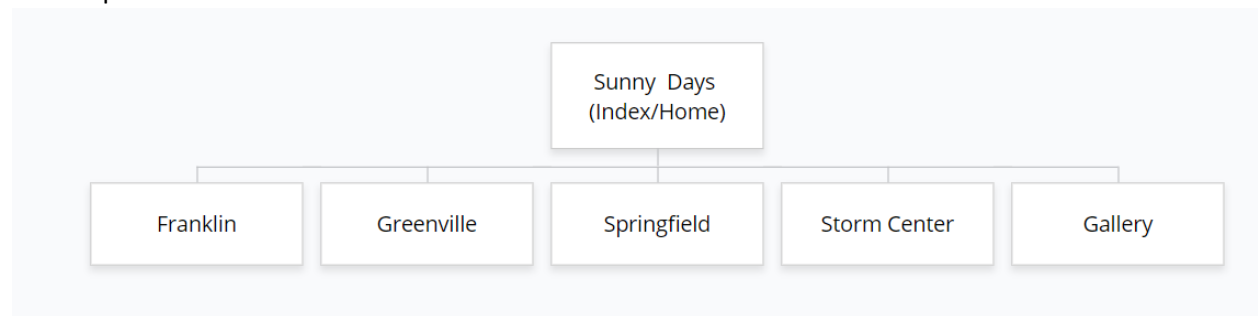 Sunny Days
(Index/Home)
Franklin
Greenville
Springfield
Storm Center
Gallery